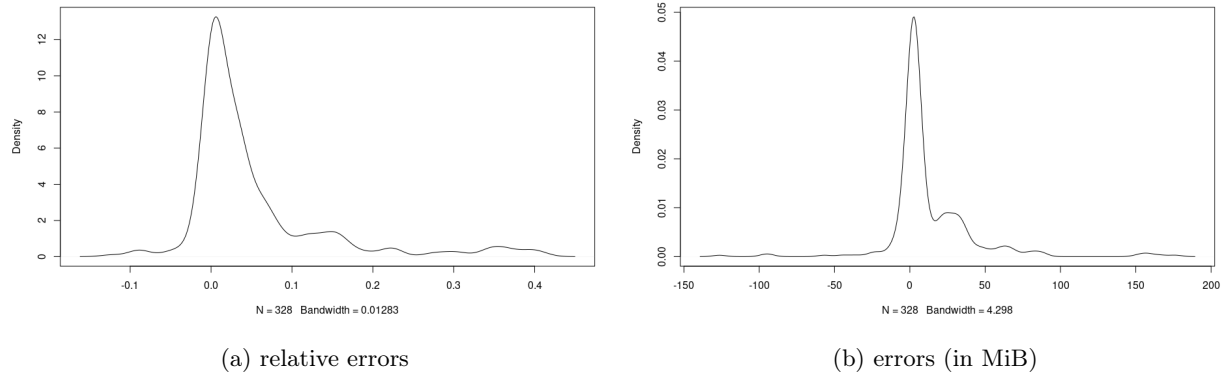 Density
0 2 4 6 8 10 12
-0.1 0.0 0.1 0.2 0.3 0.4
N = 328 Bandwidth = 0.01283
(a) relative errors
Density
0.00 0.01 0.02 0.03 0.04 0.05
-150 -100 -50 0 50 100 150 200
N = 328 Bandwidth = 4.298
(b) errors (in MiB)